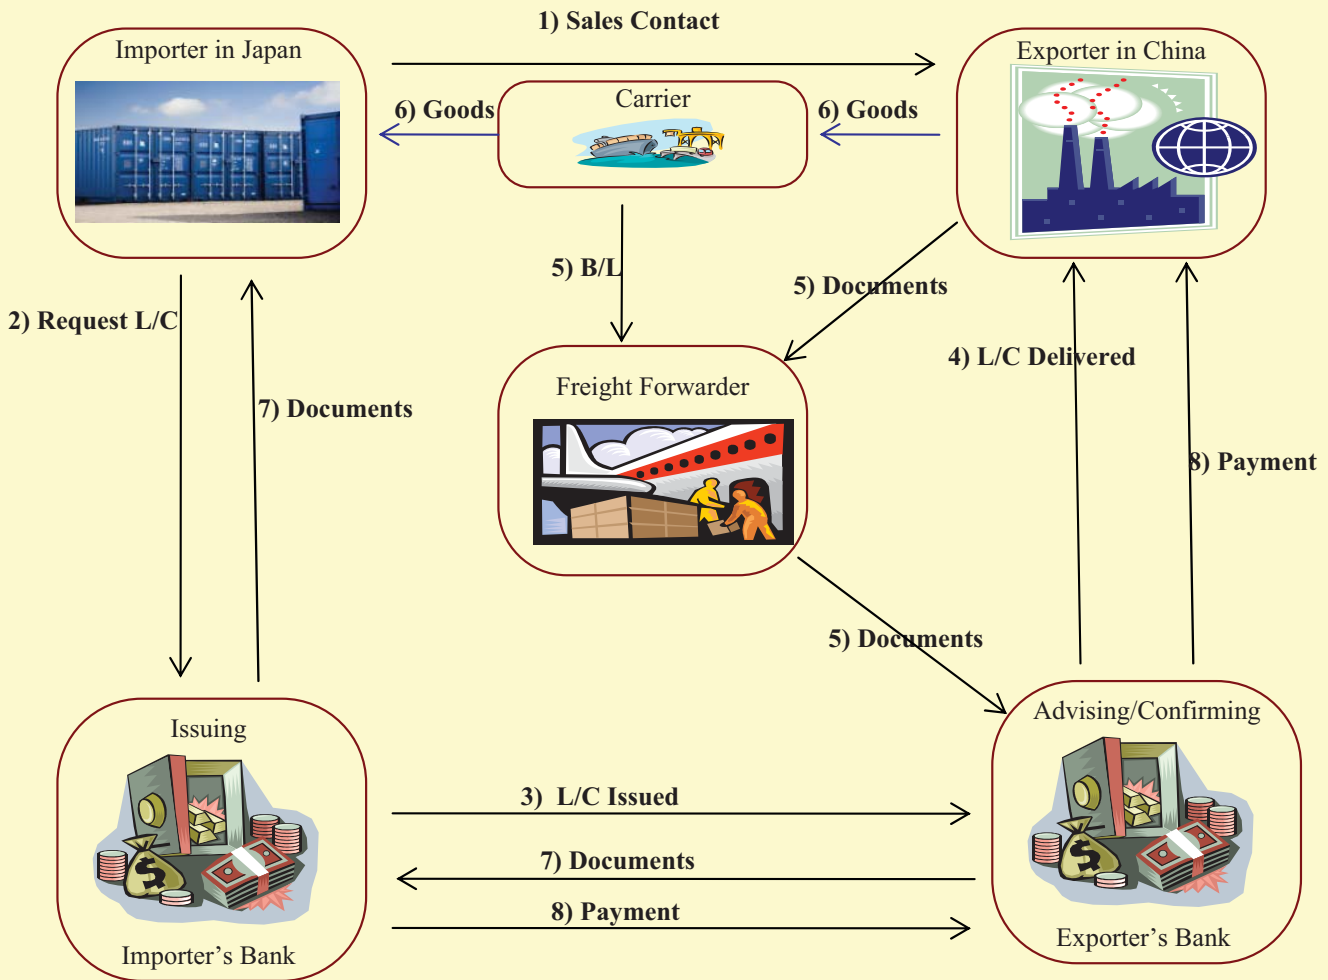 1) Sales Contact
Importer in Japan
Exporter in China
6) Goods
Carrier
6) Goods
5) B/L
5) Documents
2) Request L/C
4) L/C Delivered
7) Documents
Freight Forwarder
8) Payment
5) Documents
Issuing
Advising/Confirming
3) L/C Issued
7) Documents
8) Payment
$
$
Importer’s Bank
Exporter’s Bank